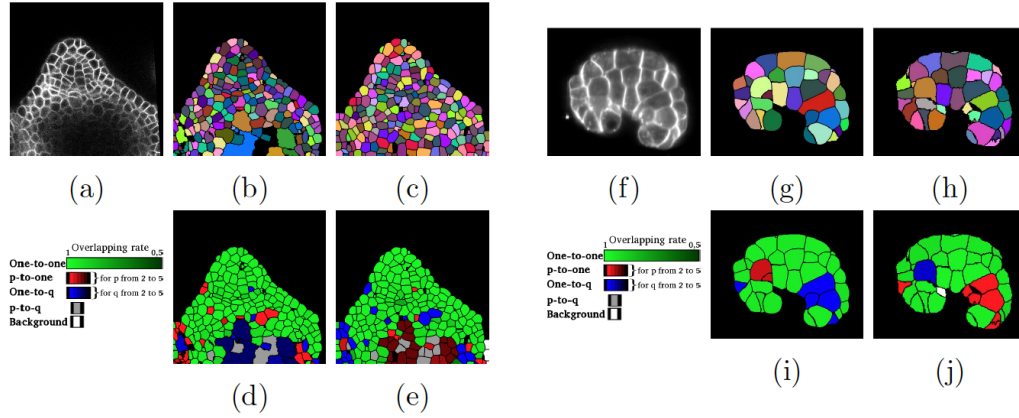 (a)
(b)
(c)
(f)
(g)
(h)
Overlapping rate
1
0,5
One-to-one
p-to-one
for p from 2 to 5
One-to-q
for q from 2 to 5
p-to-q
Background
(d)
(e)
Overlapping rate
1
0,5
One-to-one
p-to-one
for p from 2 to 5
One-to-q
for q from 2 to 5
p-to-q
Background
(i)
(j)